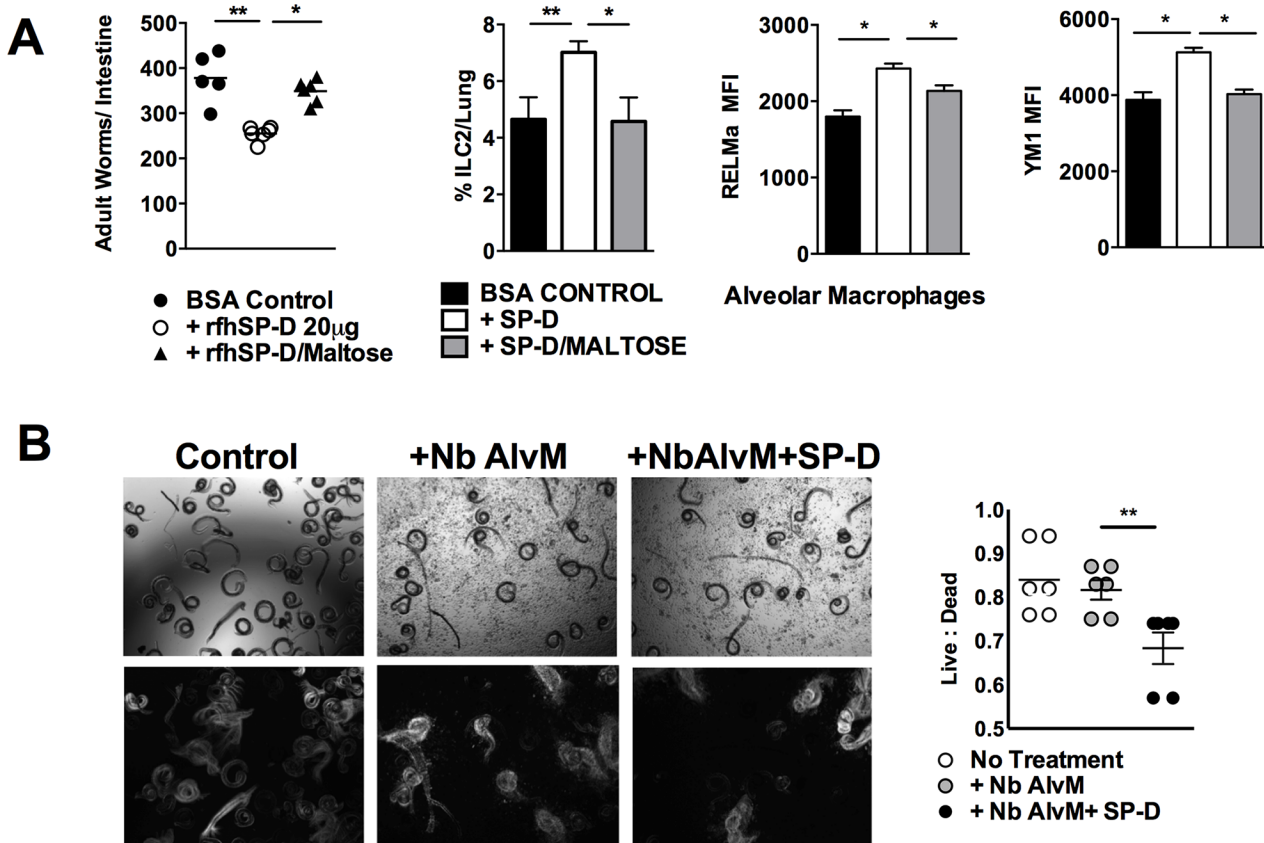 A
Adult Worms/ Intestine
500
400
300
200
100
0
**
*
BSA Control
+ rfhSP-D 20µg
+ rfhSP-D/Maltose
% ILC2/Lung
8
6
4
2
0
**
*
BSA CONTROL
+ SP-D
+ SP-D/MALTOSE
RELMa MFI
3000
2000
1000
0
*
*
Alveolar Macrophages
YM1 MFI
6000
4000
2000
0
*
*
B
Control
+Nb AlvM
+NbAlvM+SP-D
Live : Dead
1.0
0.9
0.8
0.7
0.6
0.5
**
No Treatment
+ Nb AlvM
+ Nb AlvM+ SP-D